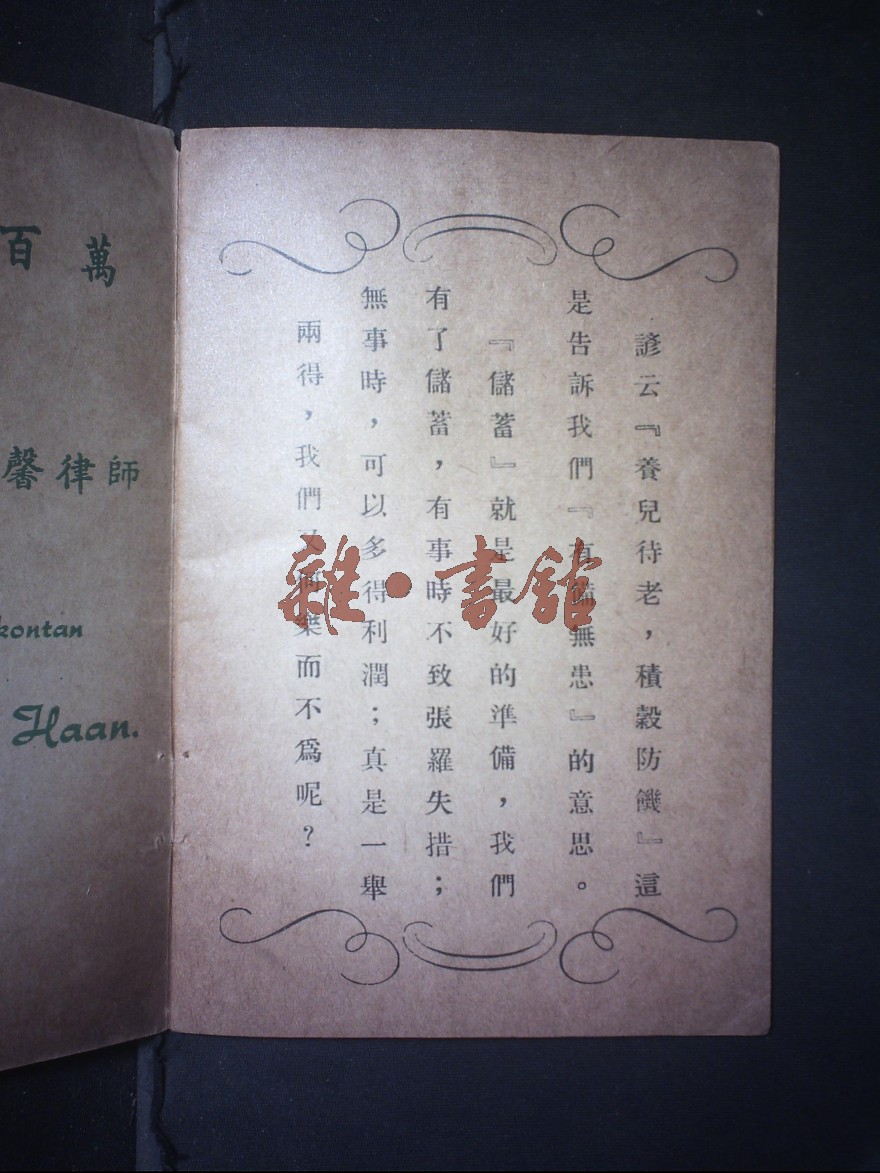 諺云『養兒待老，積穀防饑』這
是告訴我們『有備無患』的意思。
『儲蓄』就是最好的準備，我們
有了儲蓄，有事時不致張羅失措；
無事時，可以多得利潤；真是一舉
兩得，我們又何樂而不爲呢？
百萬
馨律師
kontan
Haan.
雜·書館